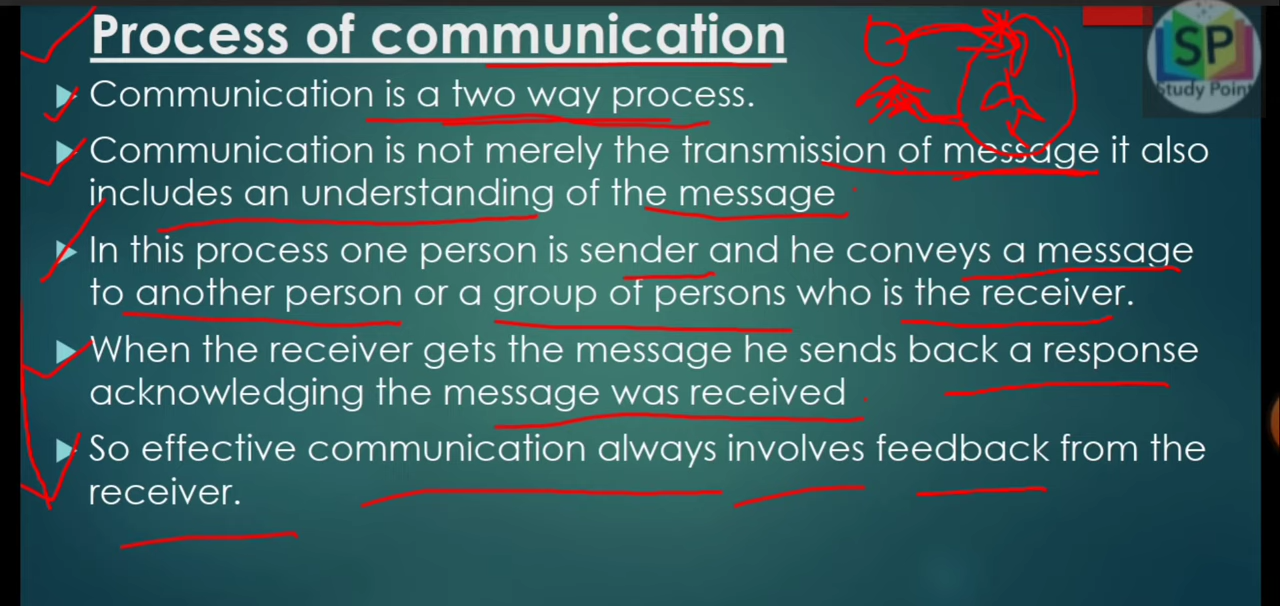 Process of communication
SP
Study Point
Communication is a two way process.
Communication is not merely the transmission of message it also
includes an understanding of the message
In this process one person is sender and he conveys a message
to another person or a group of persons who is the receiver.
When the receiver gets the message he sends back a response
acknowledging the message was received
So effective communication always involves feedback from the
receiver.